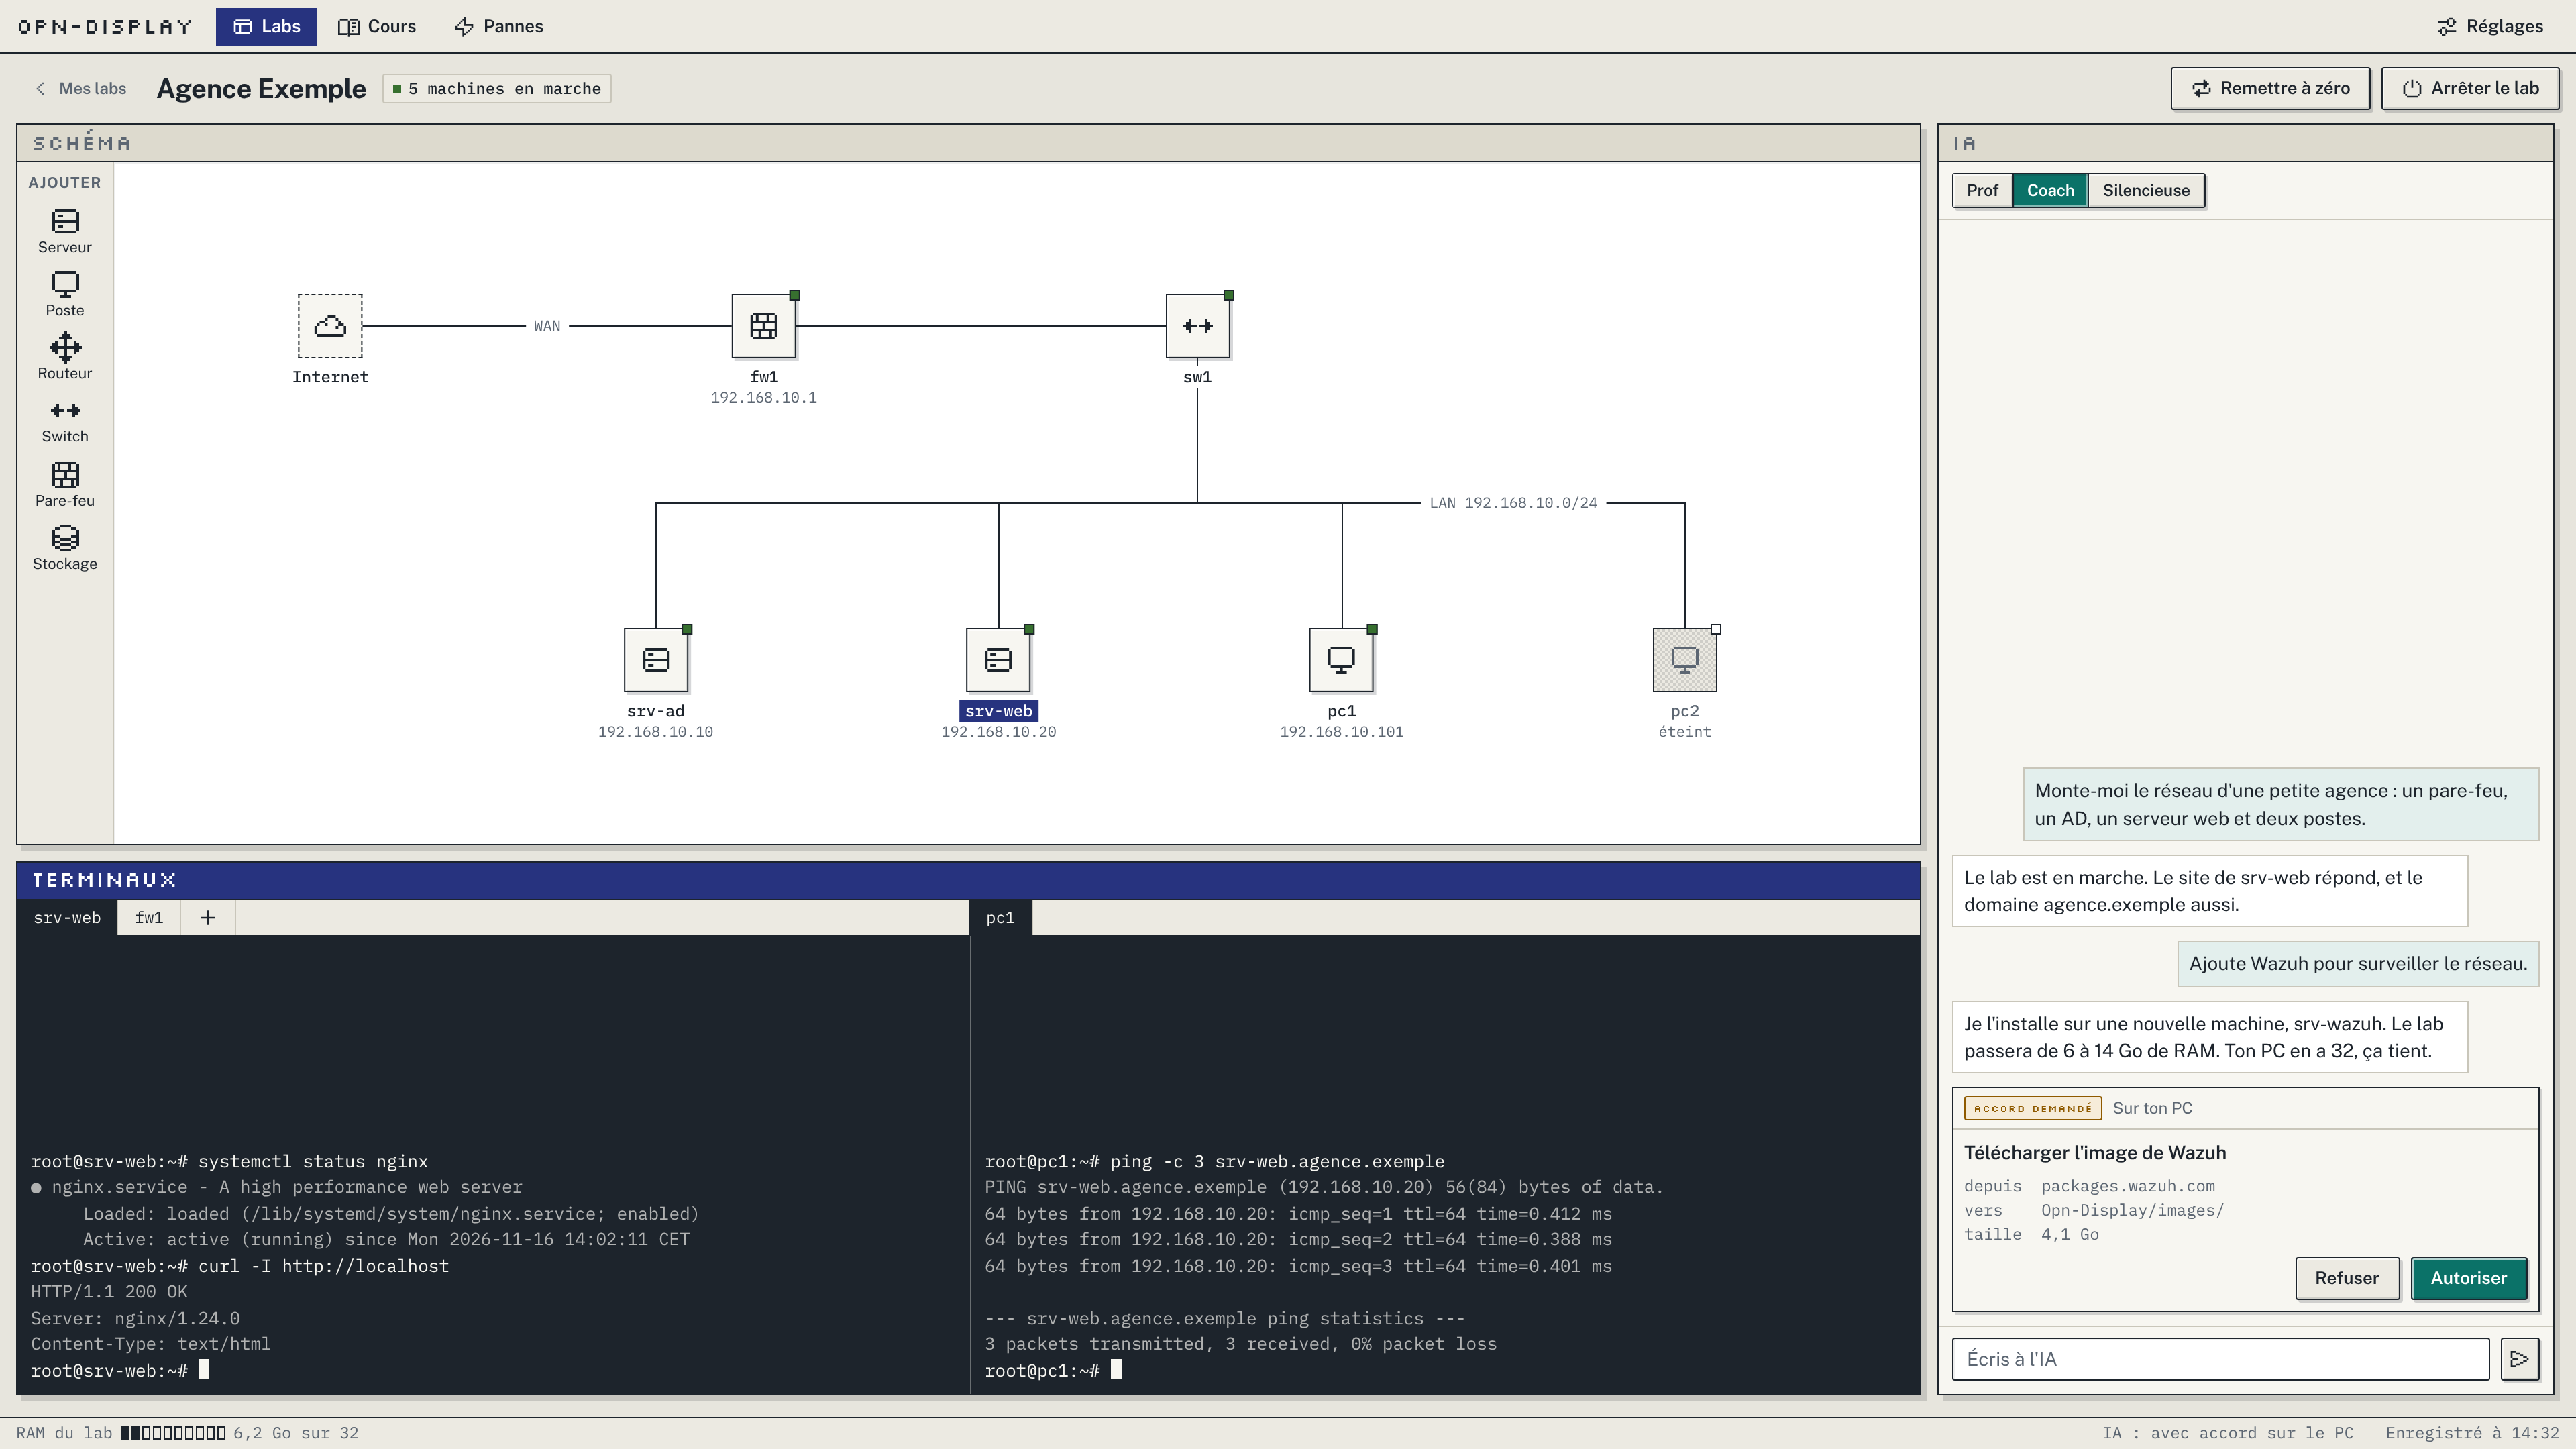 OPN-DISPLAY
Labs
Cours
Pannes
Réglages
Mes labs
Agence Exemple
5 machines en marche
Remettre à zéro
Arrêter le lab
SCHÉMA
AJOUTER
Serveur
Poste
Routeur
Switch
Pare-feu
Stockage
Internet
WAN
fw1
192.168.10.1
sw1
LAN 192.168.10.0/24
srv-ad
192.168.10.10
srv-web
192.168.10.20
pc1
192.168.10.101
pc2
éteint
TERMINAUX
srv-web
fw1
+
root@srv-web:~# systemctl status nginx
● nginx.service - A high performance web server
Loaded: loaded (/lib/systemd/system/nginx.service; enabled)
Active: active (running) since Mon 2026-11-16 14:02:11 CET
root@srv-web:~# curl -I http://localhost
HTTP/1.1 200 OK
Server: nginx/1.24.0
Content-Type: text/html
root@srv-web:~#
pc1
root@pc1:~# ping -c 3 srv-web.agence.exemple
PING srv-web.agence.exemple (192.168.10.20) 56(84) bytes of data.
64 bytes from 192.168.10.20: icmp_seq=1 ttl=64 time=0.412 ms
64 bytes from 192.168.10.20: icmp_seq=2 ttl=64 time=0.388 ms
64 bytes from 192.168.10.20: icmp_seq=3 ttl=64 time=0.401 ms
--- srv-web.agence.exemple ping statistics ---
3 packets transmitted, 3 received, 0% packet loss
root@pc1:~#
IA
Prof
Coach
Silencieuse
Monte-moi le réseau d'une petite agence : un pare-feu,
un AD, un serveur web et deux postes.
Le lab est en marche. Le site de srv-web répond, et le
domaine agence.exemple aussi.
Ajoute Wazuh pour surveiller le réseau.
Je l'installe sur une nouvelle machine, srv-wazuh. Le lab
passera de 6 à 14 Go de RAM. Ton PC en a 32, ça tient.
ACCORD DEMANDÉ
Sur ton PC
Télécharger l'image de Wazuh
depuis packages.wazuh.com
vers Opn-Display/images/
taille 4,1 Go
Refuser
Autoriser
Écris à l'IA
RAM du lab
6,2 Go sur 32
IA : avec accord sur le PC
Enregistré à 14:32